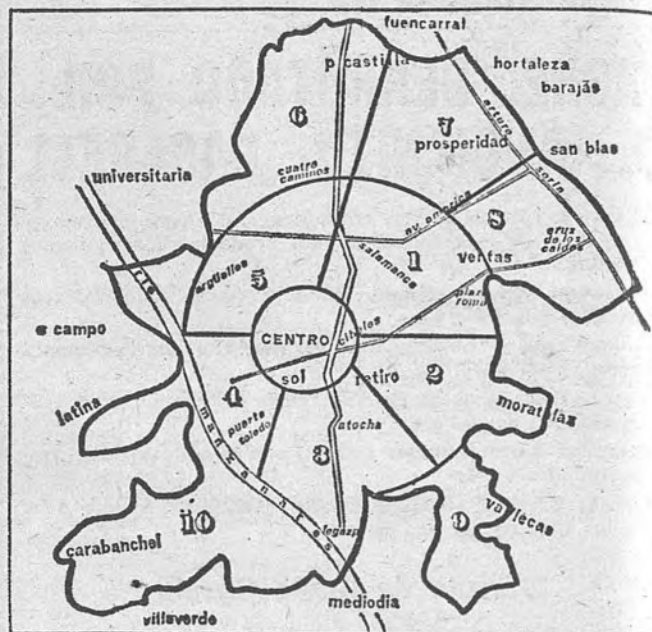 fuencarral
p. castilla
hortaleza
barajas
6
7
arturo
prosperidad
san blas
universitaria
cuatro
caminos
soria
av. america
8
cruz
de los
caidos
salamanca
1
ventas
argüelles
5
plaza
roma
rio
e campo
CENTRO
cibeles
sol
retiro
2
4
latina
moratalaz
puerta
toledo
atocha
3
manzanares
10
9
vallecas
legazpi
carabanchel
villaverde
mediodia